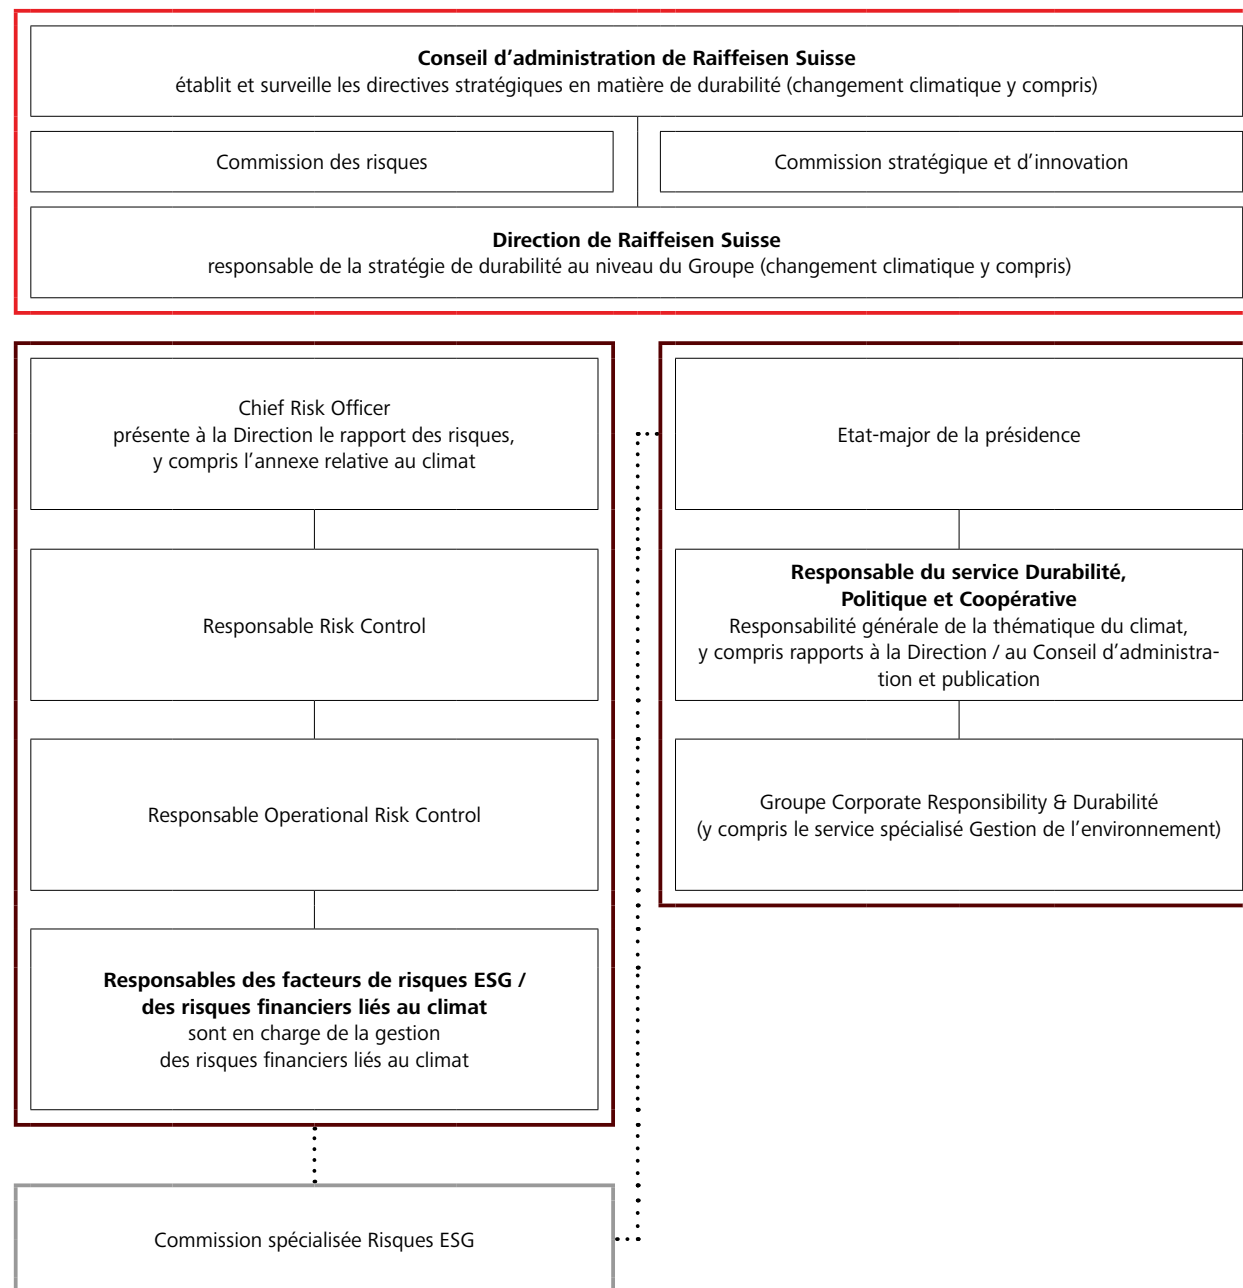 Conseil d'administration de Raiffeisen Suisse
établit et surveille les directives stratégiques en matière de durabilité (changement climatique y compris)
Commission des risques
Commission stratégique et d'innovation
Direction de Raiffeisen Suisse
responsable de la stratégie de durabilité au niveau du Groupe (changement climatique y compris)
Chief Risk Officer
présente à la Direction le rapport des risques,
y compris l'annexe relative au climat
Responsable Risk Control
Responsable Operational Risk Control
Responsables des facteurs de risques ESG /
des risques financiers liés au climat
sont en charge de la gestion
des risques financiers liés au climat
Commission spécialisée Risques ESG
Etat-major de la présidence
Responsable du service Durabilité,
Politique et Coopérative
Responsabilité générale de la thématique du climat,
y compris rapports à la Direction / au Conseil d'administra-
tion et publication
Groupe Corporate Responsibility & Durabilité
(y compris le service spécialisé Gestion de l'environnement)